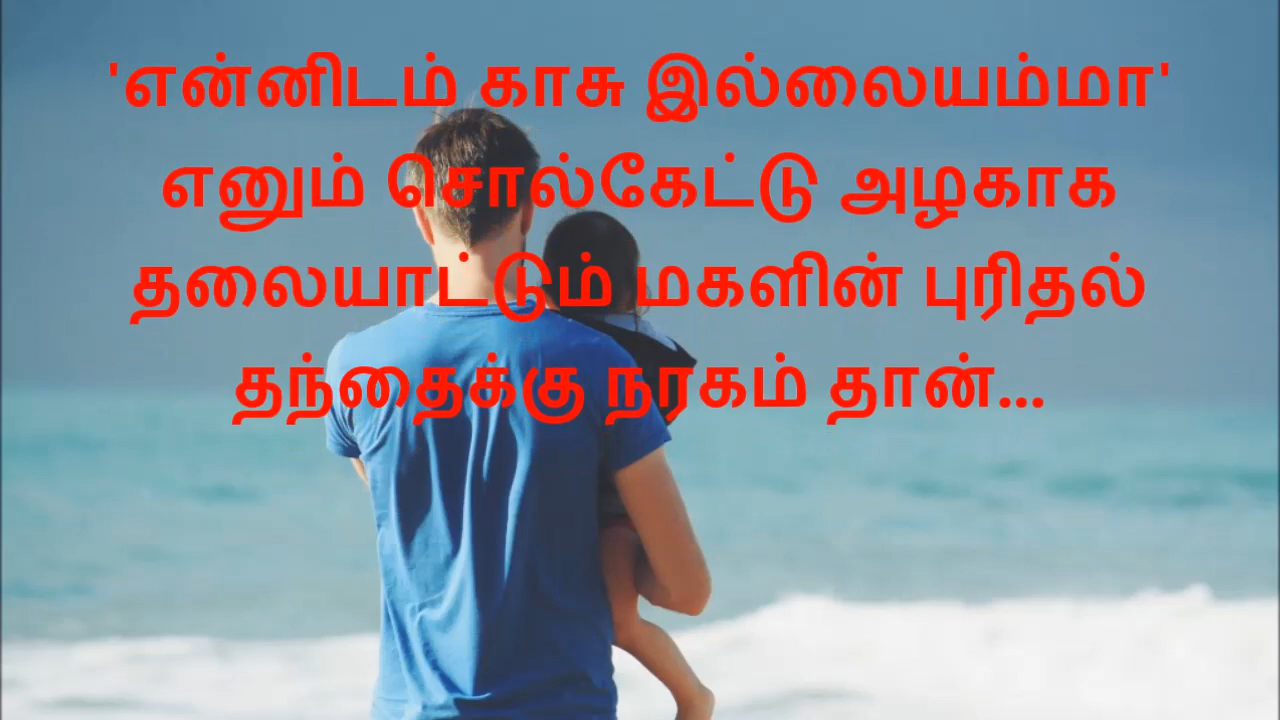 'என்னிடம் காசு இல்லையம்மா'
எனும் சொல்கேட்டு அழகாக
தலையாட்டும் மகளின் புரிதல்
தந்தைக்கு நரகம் தான்...